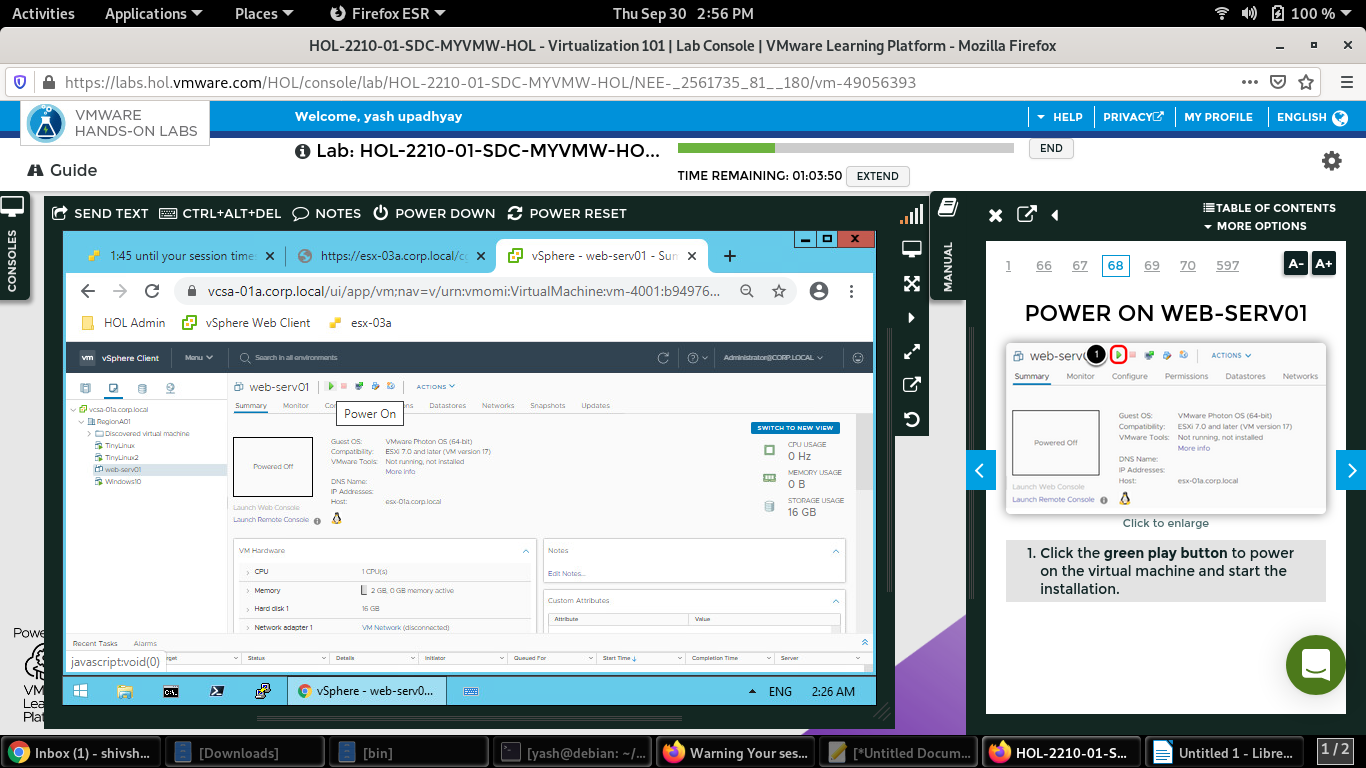 Activities Applications Places Firefox ESR Thu Sep 30 2:56 PM 100 %
HOL-2210-01-SDC-MYVMW-HOL - Virtualization 101 | Lab Console | VMware Learning Platform - Mozilla Firefox
https://labs.hol.vmware.com/HOL/console/lab/HOL-2210-01-SDC-MYVMW-HOL/NEE-_2561735_81__180/vm-49056393
VMWARE
HANDS-ON LABS
Welcome, yash upadhyay
HELP PRIVACY MY PROFILE ENGLISH
Guide
Lab: HOL-2210-01-SDC-MYVMW-HO...
END
TIME REMAINING: 01:03:50 EXTEND
CONSOLES
SEND TEXT CTRL+ALT+DEL NOTES POWER DOWN POWER RESET
1:45 until your session time
https://esx-03a.corp.local/
vSphere - web-serv01 - Sum
vcsa-01a.corp.local/ui/app/vm;nav=v/urn:vmomi:VirtualMachine:vm-4001:b94976...
HOL Admin vSphere Web Client esx-03a
vm vSphere Client Menu Search in all environments Administrator@CORP.LOCAL
vcsa-01a.corp.local
RegionA01
Discovered virtual machine
TinyLinux
TinyLinux2
web-serv01
Windows10
web-serv01 ACTIONS
Summary Monitor Datastores Networks Snapshots Updates
Power On
SWITCH TO NEW VIEW
Powered Off
Guest OS: VMware Photon OS (64-bit)
Compatibility: ESXi 7.0 and later (VM version 17)
VMware Tools: Not running, not installed
More info
DNS Name:
IP Addresses:
Host: esx-01a.corp.local
Launch Web Console
Launch Remote Console
CPU USAGE
0 Hz
MEMORY USAGE
0 B
STORAGE USAGE
16 GB
VM Hardware
CPU 1 CPU(s)
Memory 2 GB, 0 GB memory active
Hard disk 1 16 GB
Network adapter 1 VM Network (disconnected)
Notes
Edit Notes...
Custom Attributes
Attribute Value
Recent Tasks Alarms
javascript:void(0)
Status Details Initiator Queued For Start Time Completion Time Server
vSphere - web-serv0...
ENG 2:26 AM
MANUAL
TABLE OF CONTENTS
MORE OPTIONS
1 66 67 68 69 70 597
A- A+
POWER ON WEB-SERV01
1 ACTIONS
Summary Monitor Configure Permissions Datastores Networks
Powered Off
Guest OS: VMware Photon OS (64-bit)
Compatibility: ESXi 7.0 and later (VM version 17)
VMware Tools: Not running, not installed
More info
DNS Name:
IP Addresses:
Host: esx-01a.corp.local
Launch Web Console
Launch Remote Console
Click to enlarge
1. Click the green play button to power
on the virtual machine and start the
installation.
Inbox (1) - shivsh...
[Downloads]
[bin]
[yash@debian: ~/...
Warning Your ses...
[*Untitled Docum...
HOL-2210-01-S...
Untitled 1 - Libre...
1 / 2